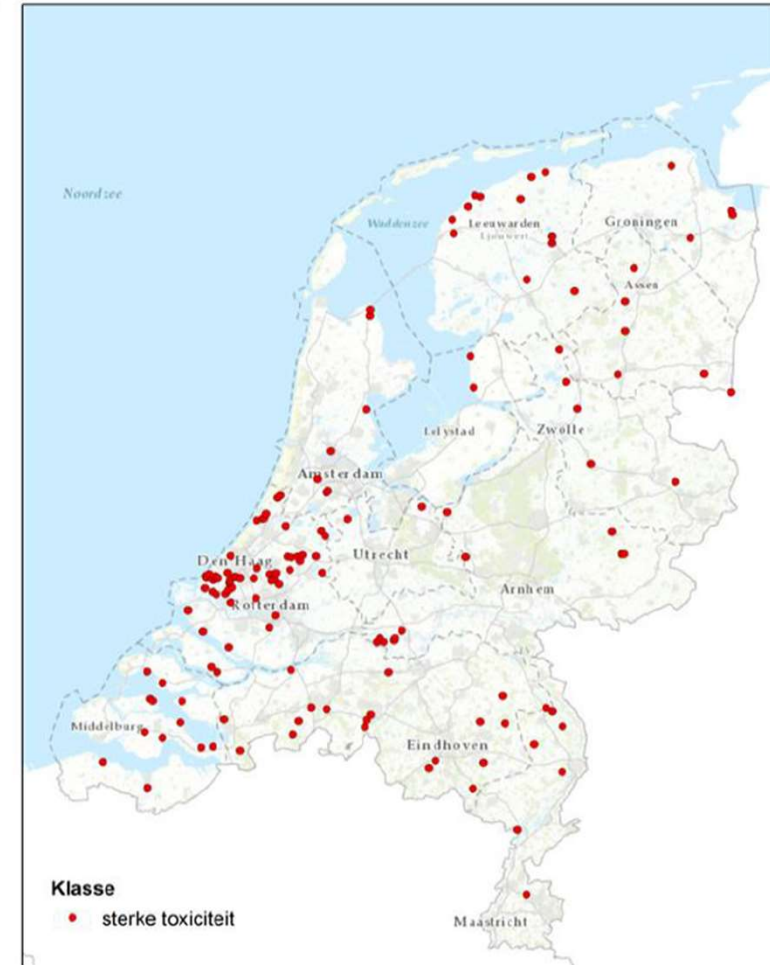 Noordzee
Waddenzee
Leeuwarden
Ljouwert
Groningen
Assen
Lelystad
Zwolle
Amsterdam
Den Haag
Utrecht
Arnhem
Rotterdam
Middelburg
Eindhoven
Maastricht
Klasse
sterke toxiciteit